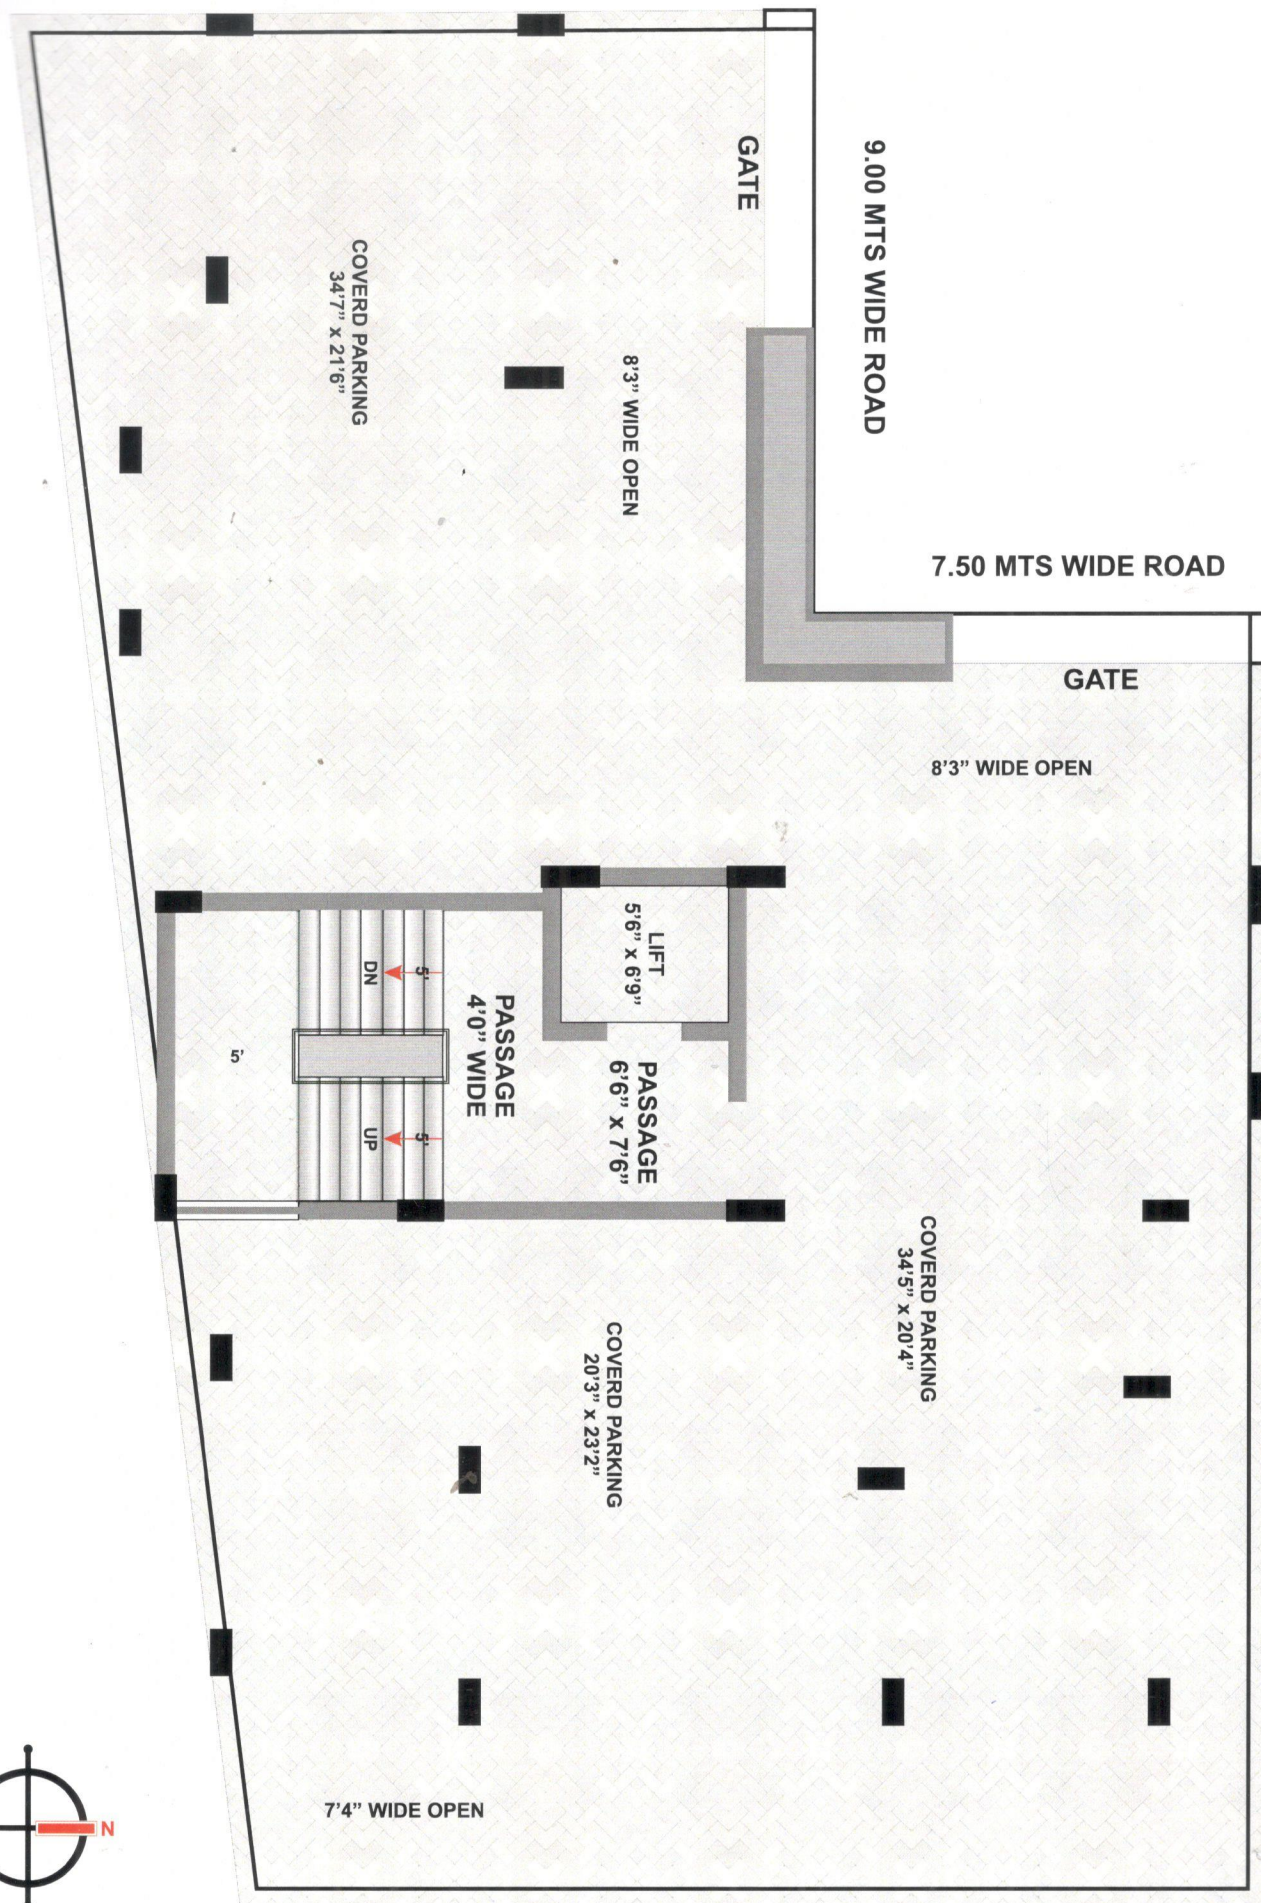 GATE
9.00 MTS WIDE ROAD
COVERD PARKING
34'7" x 21'6"
8'3" WIDE OPEN
7.50 MTS WIDE ROAD
GATE
8'3" WIDE OPEN
LIFT
5'6" x 6'9"
5'
DN
PASSAGE
4'0" WIDE
PASSAGE
6'6" x 7'6"
5'
5'
UP
COVERD PARKING
34'5" x 20'4"
COVERD PARKING
20'3" x 23'2"
7'4" WIDE OPEN
N